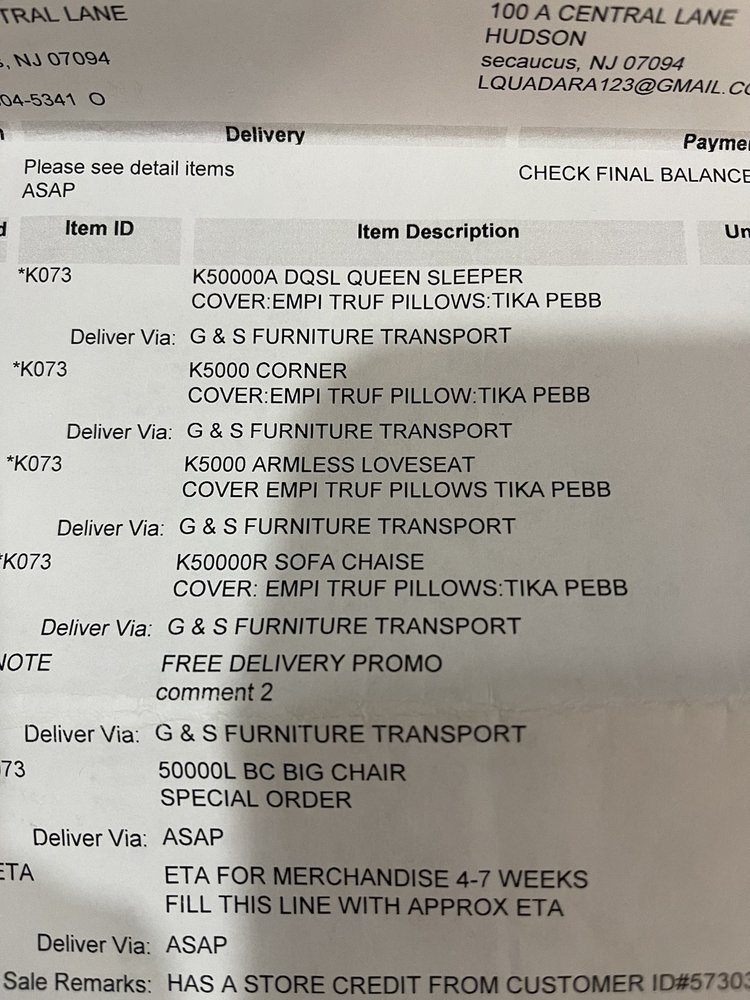 TRAL LANE
100 A CENTRAL LANE
HUDSON
, NJ 07094
secaucus, NJ 07094
04-5341 O
LQUADARA123@GMAIL.CO
Delivery
Payme
Please see detail items
CHECK FINAL BALANCE
ASAP
d Item ID Item Description Un
*K073 K50000A DQSL QUEEN SLEEPER
COVER:EMPI TRUF PILLOWS:TIKA PEBB
Deliver Via: G & S FURNITURE TRANSPORT
*K073 K5000 CORNER
COVER:EMPI TRUF PILLOW:TIKA PEBB
Deliver Via: G & S FURNITURE TRANSPORT
*K073 K5000 ARMLESS LOVESEAT
COVER EMPI TRUF PILLOWS TIKA PEBB
Deliver Via: G & S FURNITURE TRANSPORT
*K073 K50000R SOFA CHAISE
COVER: EMPI TRUF PILLOWS:TIKA PEBB
Deliver Via: G & S FURNITURE TRANSPORT
NOTE FREE DELIVERY PROMO
comment 2
Deliver Via: G & S FURNITURE TRANSPORT
073 50000L BC BIG CHAIR
SPECIAL ORDER
Deliver Via: ASAP
ETA ETA FOR MERCHANDISE 4-7 WEEKS
FILL THIS LINE WITH APPROX ETA
Deliver Via: ASAP
Sale Remarks: HAS A STORE CREDIT FROM CUSTOMER ID#57303